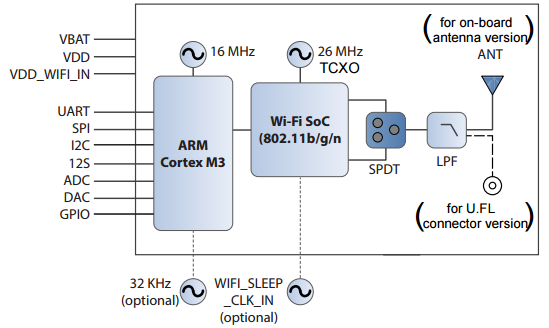 VBAT
VDD
VDD_WIFI_IN
UART
SPI
I2C
12S
ADC
DAC
GPIO
16 MHz
ARM
Cortex M3
26 MHz
TCXO
Wi-Fi SoC
(802.11b/g/n
SPDT
LPF
(for on-board
antenna version)
ANT
(for U.FL
connector version)
32 KHz
(optional)
WIFI_SLEEP
_CLK_IN
(optional)